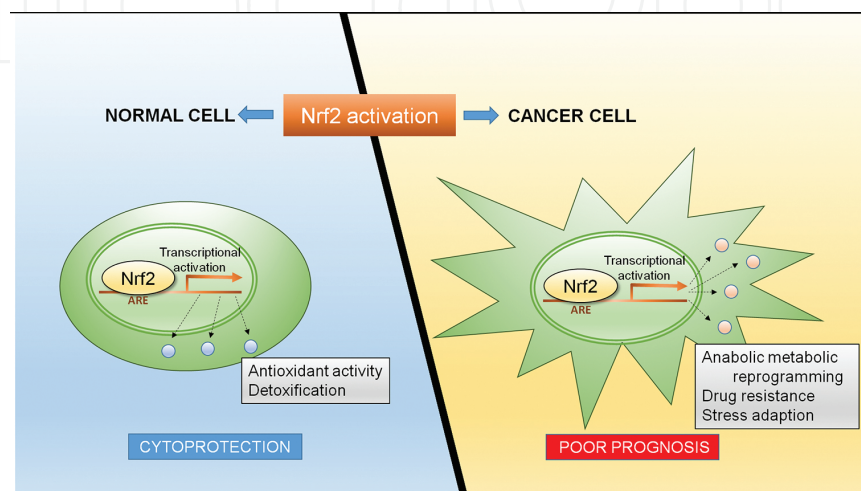 Nrf2 activation
NORMAL CELL
CANCER CELL
Transcriptional
activation
Nrf2
ARE
Antioxidant activity
Detoxification
CYTOPROTECTION
Transcriptional
activation
Nrf2
ARE
Anabolic metabolic
reprogramming
Drug resistance
Stress adaption
POOR PROGNOSIS